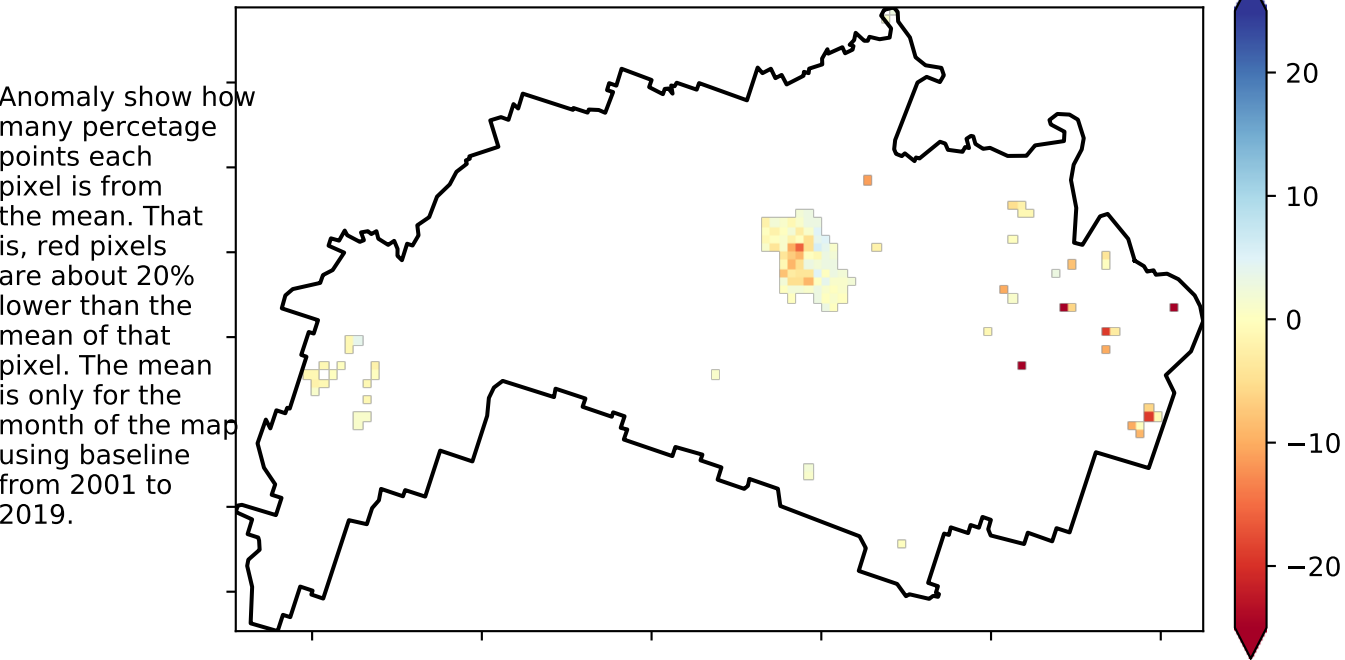 Anomaly show how
many percetage
points each
pixel is from
the mean. That
is, red pixels
are about 20%
lower than the
mean of that
pixel. The mean
is only for the
month of the map
using baseline
from 2001 to
2019.
20
10
0
−10
−20